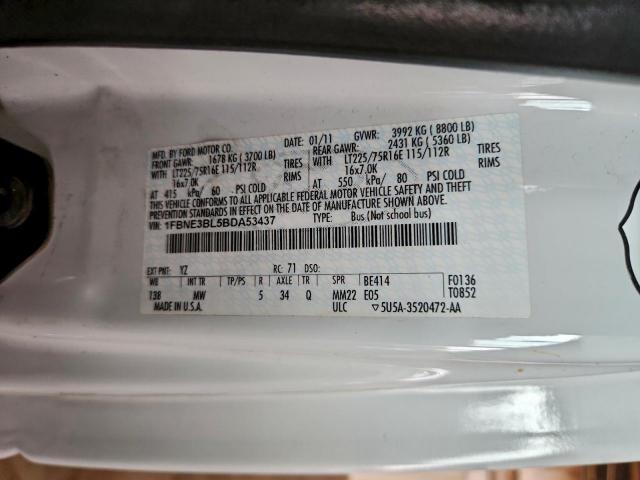 MFD. BY FORD MOTOR CO. DATE: 01/11 GVWR: 3992 KG ( 8800 LB)
FRONT GAWR: 1678 KG ( 3700 LB) REAR GAWR: 2431 KG ( 5360 LB)
WITH LT225/75R16E 115/112R TIRES WITH LT225/75R16E 115/112R TIRES
16x7.0K RIMS 16x7.0K RIMS
AT 415 kPa/ 60 PSI COLD AT 550 kPa/ 80 PSI COLD
THIS VEHICLE CONFORMS TO ALL APPLICABLE FEDERAL MOTOR VEHICLE SAFETY AND THEFT
PREVENTION STANDARDS IN EFFECT ON THE DATE OF MANUFACTURE SHOWN ABOVE.
1FBNE3BL5BDA53437 TYPE: Bus (Not school bus)
EXT PNT: YZ RC: 71 DSO:
WB INT TR TP/PS R AXLE TR SPR BE414 F0136
138 MW 5 34 Q MM22 E05 T0852
MADE IN U.S.A. ULC ▽5U5A-3520472-AA